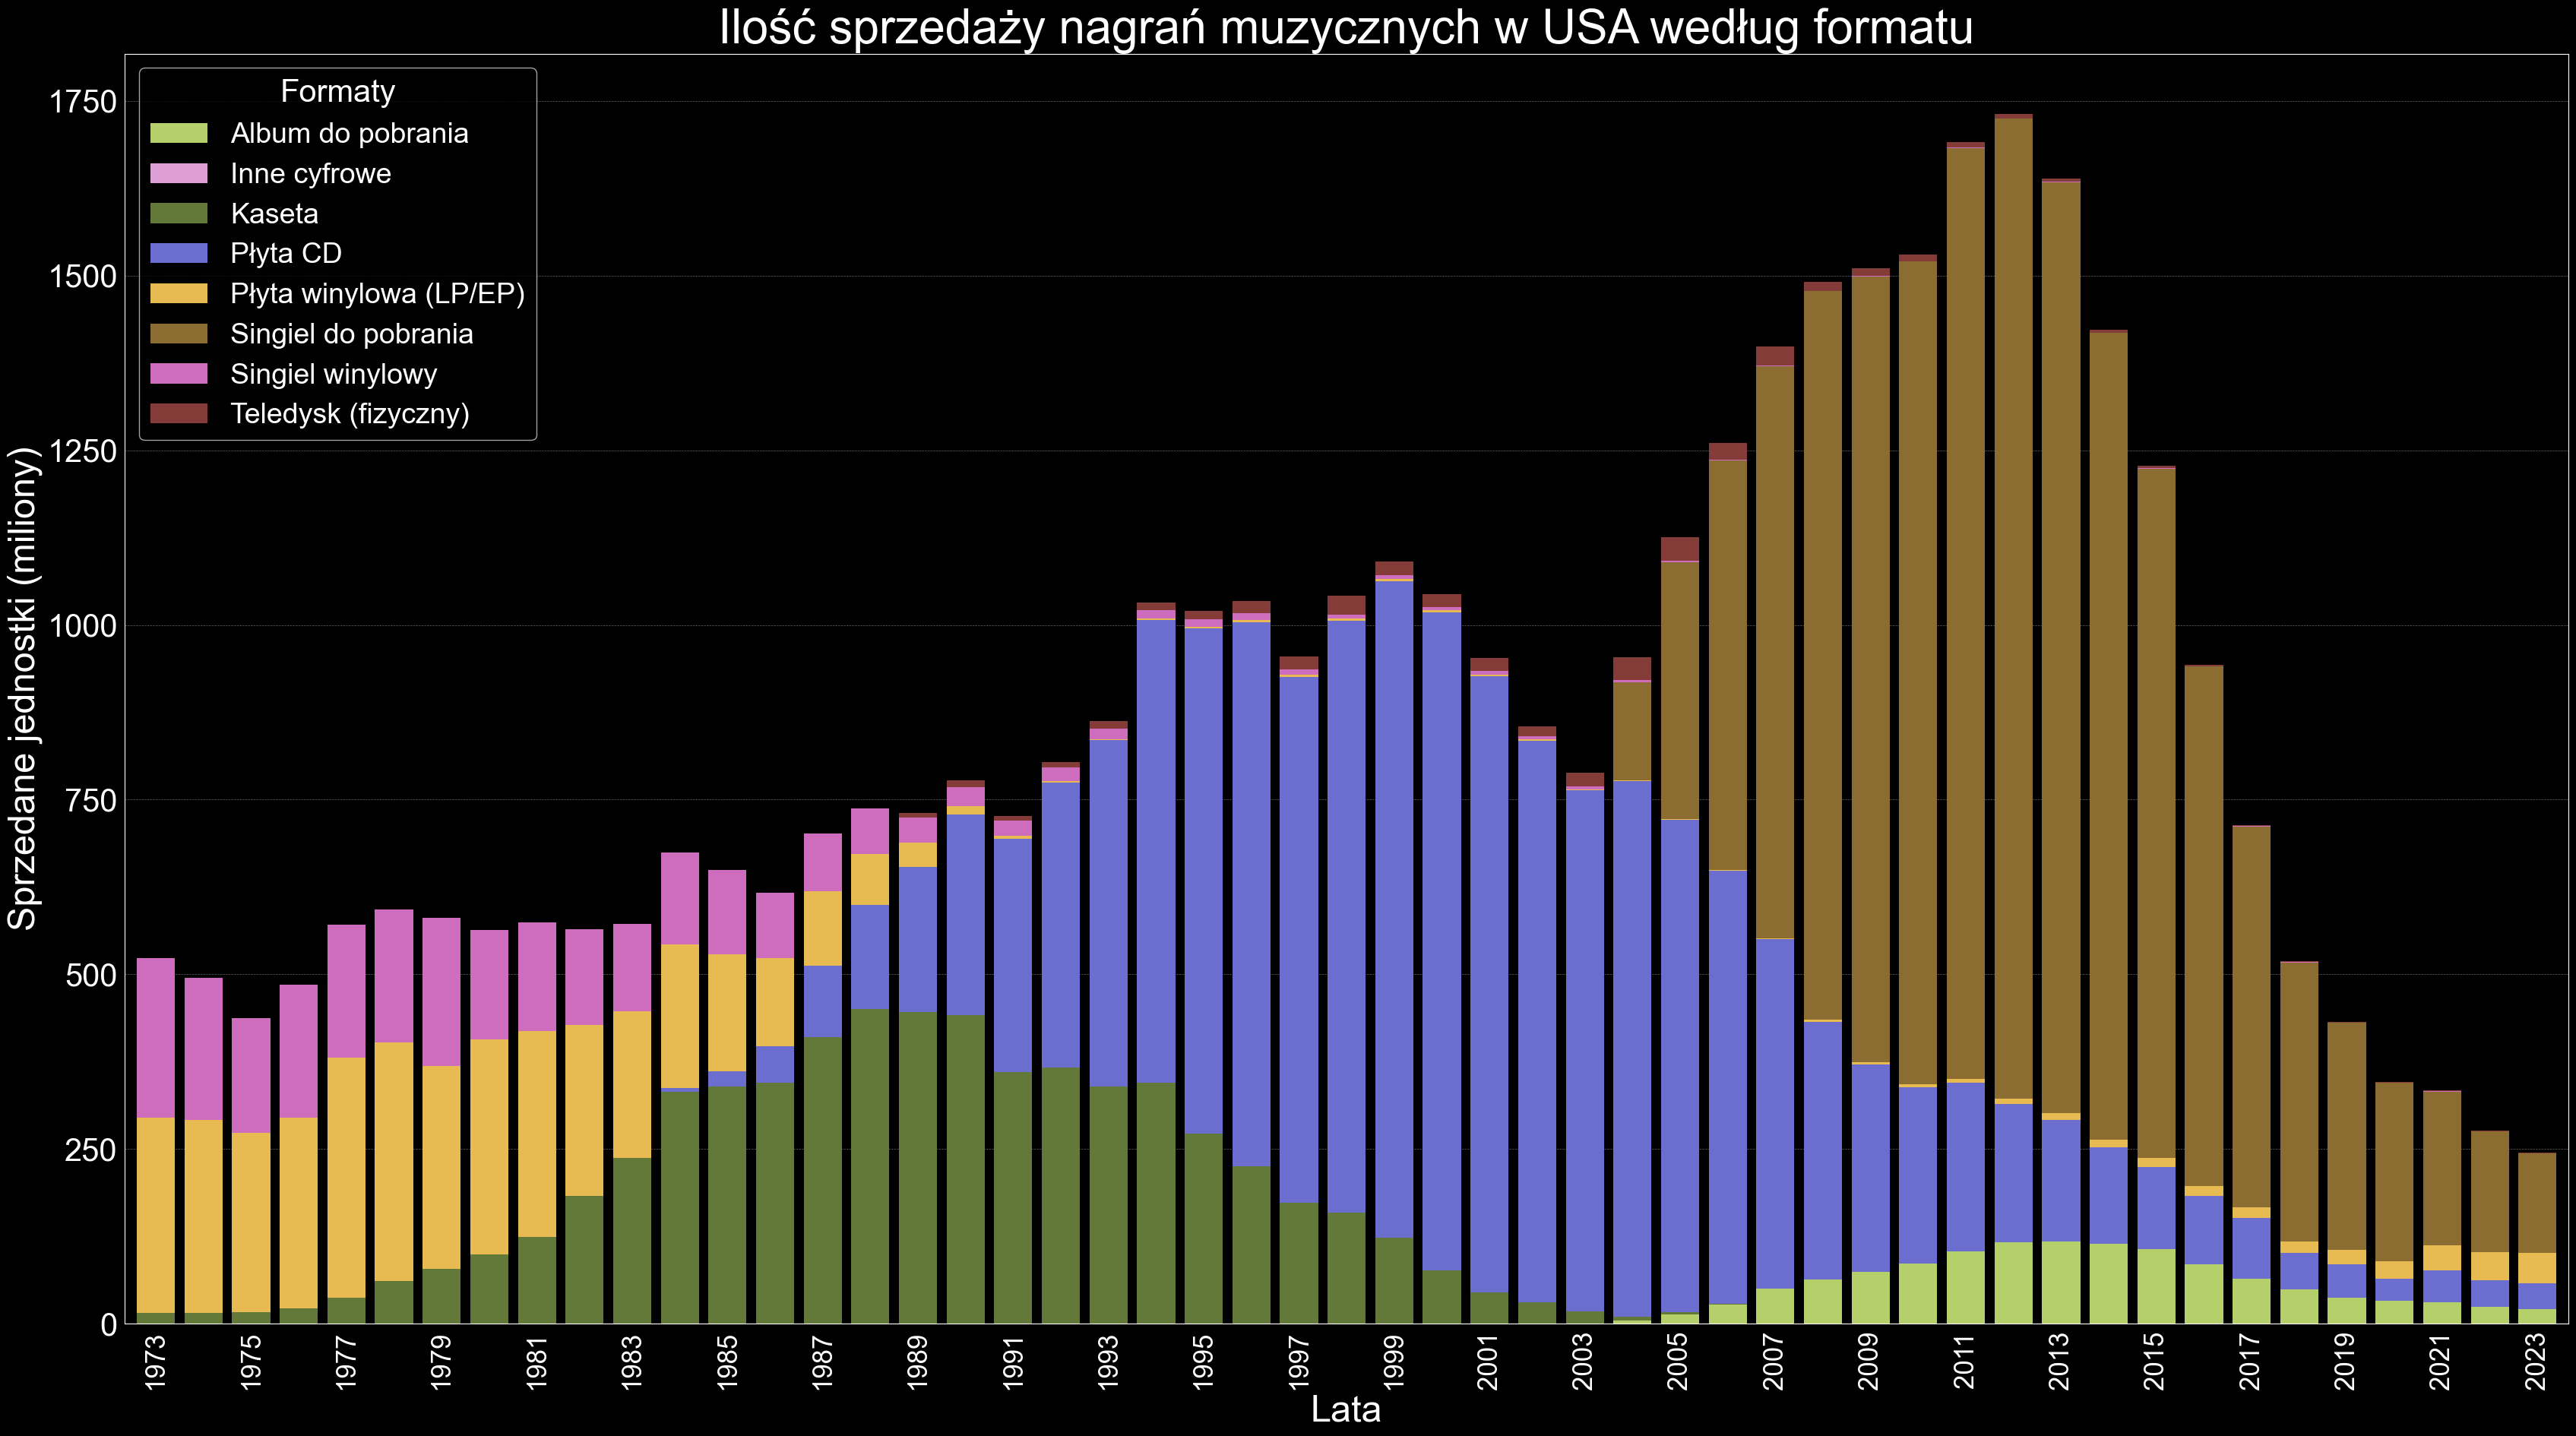 Ilość sprzedaży nagrań muzycznych w USA według formatu
Formaty
Album do pobrania
Inne cyfrowe
Kaseta
Płyta CD
Płyta winylowa (LP/EP)
Singiel do pobrania
Singiel winylowy
Teledysk (fizyczny)
Sprzedane jednostki (miliony)
1750
1500
1250
1000
750
500
250
0
1973
1975
1977
1979
1981
1983
1985
1987
1989
1991
1993
1995
1997
1999
2001
2003
2005
2007
2009
2011
2013
2015
2017
2019
2021
2023
Lata